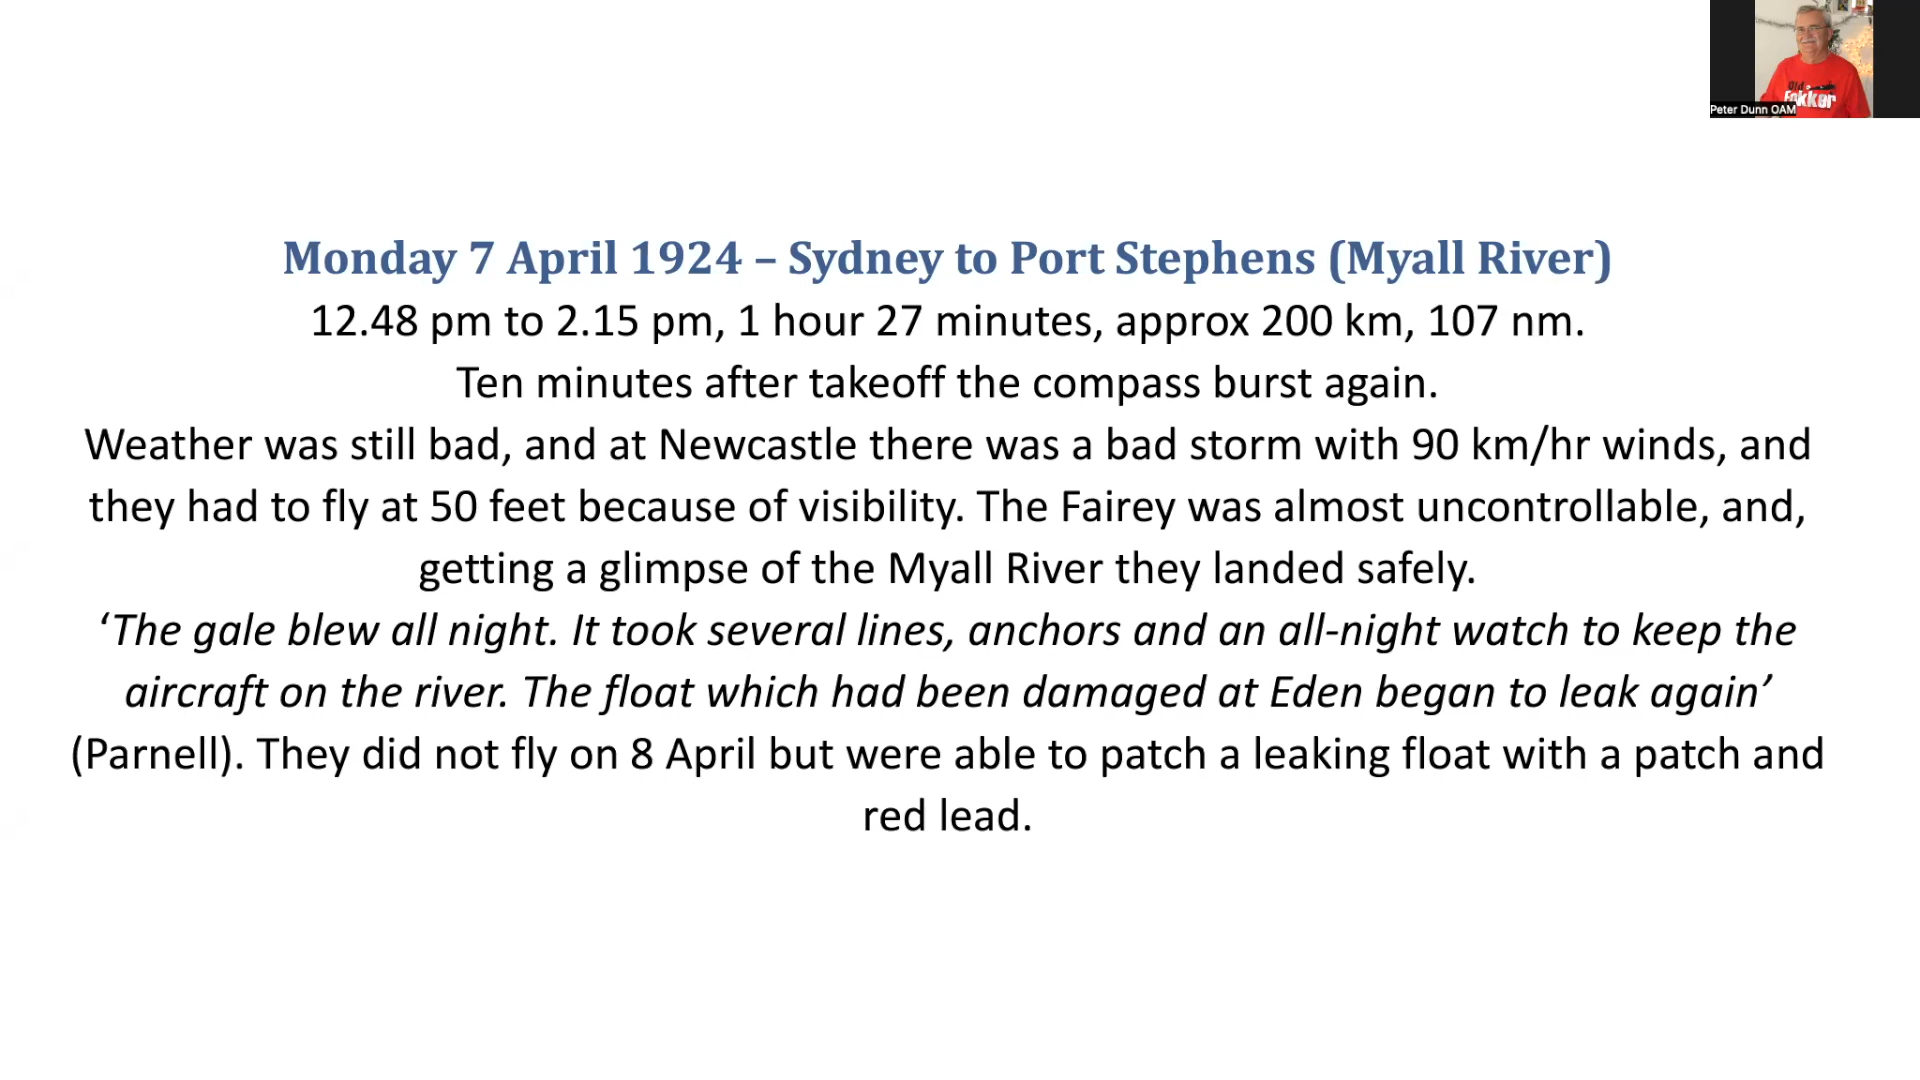 Old
Fokker
Peter Dunn OAM
Monday 7 April 1924 – Sydney to Port Stephens (Myall River)
12.48 pm to 2.15 pm, 1 hour 27 minutes, approx 200 km, 107 nm.
Ten minutes after takeoff the compass burst again.
Weather was still bad, and at Newcastle there was a bad storm with 90 km/hr winds, and
they had to fly at 50 feet because of visibility. The Fairey was almost uncontrollable, and,
getting a glimpse of the Myall River they landed safely.
‘The gale blew all night. It took several lines, anchors and an all-night watch to keep the
aircraft on the river. The float which had been damaged at Eden began to leak again’
(Parnell). They did not fly on 8 April but were able to patch a leaking float with a patch and
red lead.